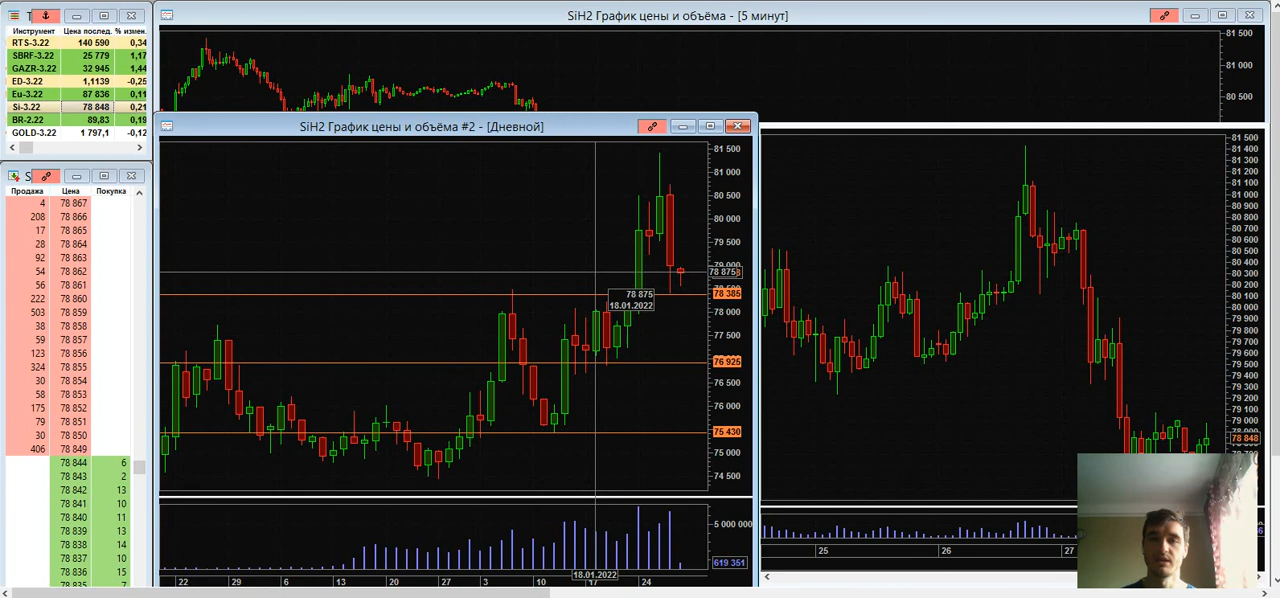 Инструмент Цена послед. % измен.
RTS-3.22 140 590 0,34
SBRF-3.22 25 779 1,17
GAZR-3.22 32 945 1,44
ED-3.22 1,1139 -0,25
Eu-3.22 87 836 0,11
Si-3.22 78 848 0,21
BR-2.22 89,83 0,19
GOLD-3.22 1 797,1 -0,12
Продажа Цена Покупка
4 78 867
208 78 866
17 78 865
28 78 864
92 78 863
54 78 862
56 78 861
222 78 860
503 78 859
38 78 858
59 78 857
123 78 856
324 78 855
30 78 854
58 78 853
175 78 852
79 78 851
30 78 850
406 78 849
78 844 6
78 843 2
78 842 13
78 841 10
78 840 11
78 839 13
78 838 14
78 837 10
78 836 15
78 835 7
SiH2 График цены и объёма - [5 минут]
81 500
81 000
80 500
SiH2 График цены и объёма #2 - [Дневной]
81 500
81 000
80 500
80 000
79 500
79 000
78 875
78 385
78 000
77 500
76 925
76 500
76 000
75 430
75 000
74 500
78 875
18.01.2022
5 000 000
619 351
22 29 6 13 20 27 3 10 17 18.01.2022 24
81 500
81 400
81 300
81 200
81 100
81 000
80 900
80 800
80 700
80 600
80 500
80 400
80 300
80 200
80 100
80 000
79 900
79 800
79 700
79 600
79 500
79 400
79 300
79 200
79 100
79 000
78 848
25 26 27